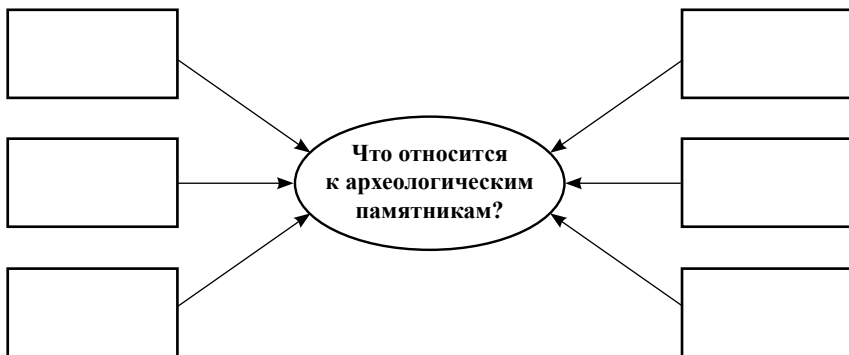 Что относится
к археологическим
памятникам?